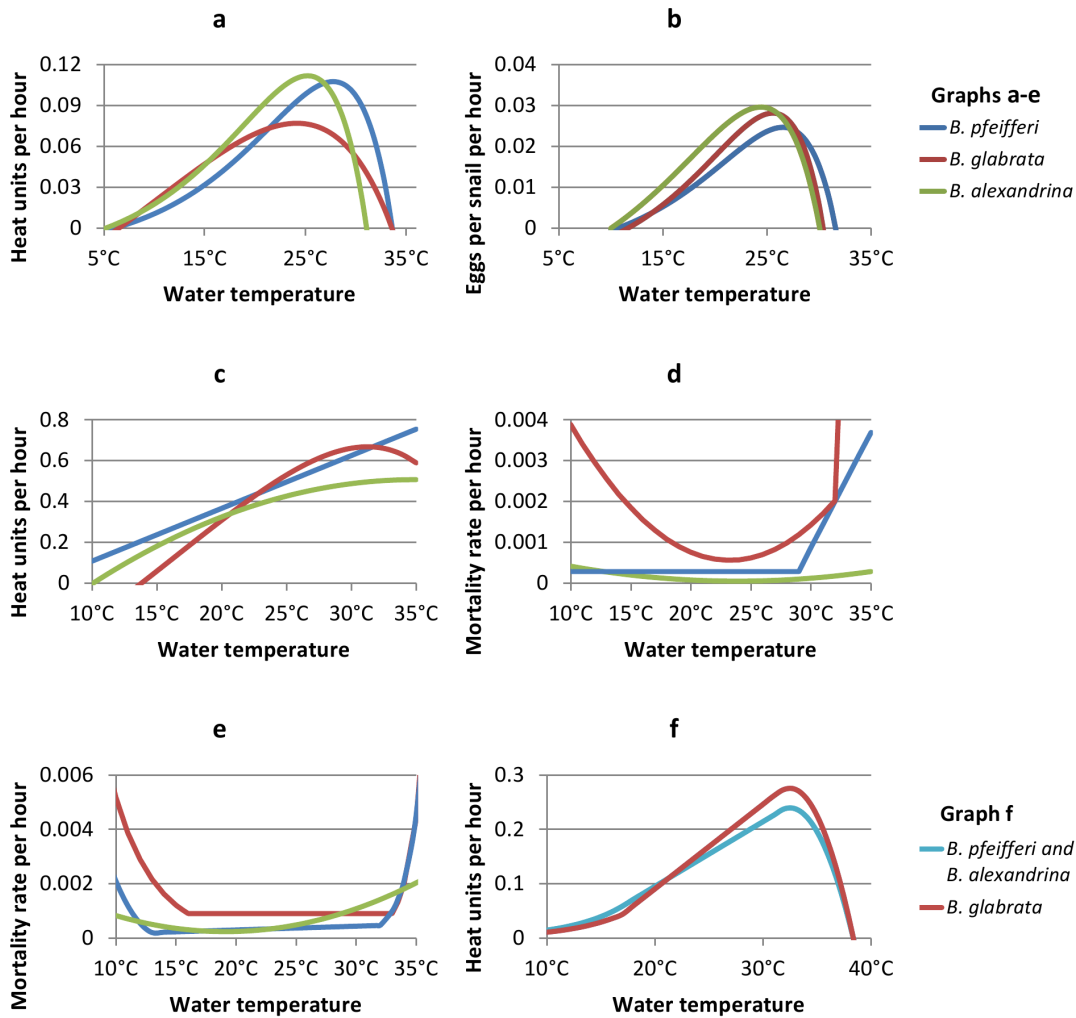 a
Heat units per hour
0.12
0.09
0.06
0.03
0
5°C 15°C 25°C 35°C
Water temperature
b
Eggs per snail per hour
0.04
0.03
0.02
0.01
0
5°C 15°C 25°C 35°C
Water temperature
Graphs a-e
B. pfeifferi
B. glabrata
B. alexandrina
c
Heat units per hour
0.8
0.6
0.4
0.2
0
10°C 15°C 20°C 25°C 30°C 35°C
Water temperature
d
Mortality rate per hour
0.004
0.003
0.002
0.001
0
10°C 15°C 20°C 25°C 30°C 35°C
Water temperature
e
Mortality rate per hour
0.006
0.004
0.002
0
10°C 15°C 20°C 25°C 30°C 35°C
Water temperature
f
Heat units per hour
0.3
0.2
0.1
0
10°C 20°C 30°C 40°C
Water temperature
Graph f
B. pfeifferi and
B. alexandrina
B. glabrata